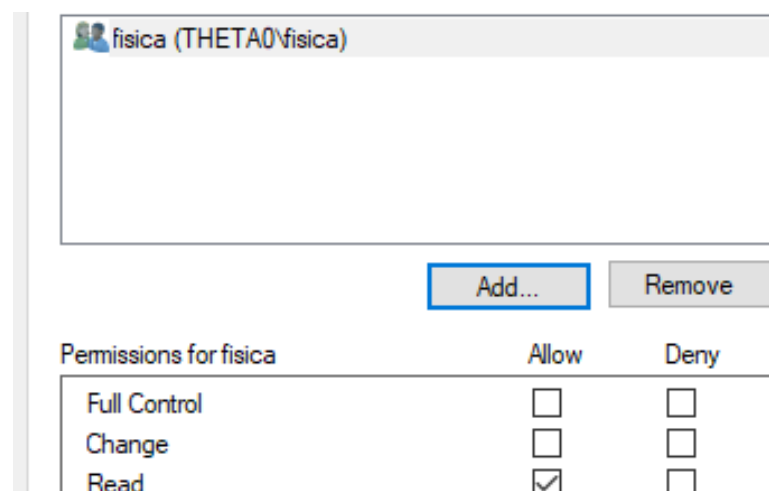 fisica (THETA0\fisica)
Add... Remove
Permissions for fisica Allow Deny
Full Control
Change
Read